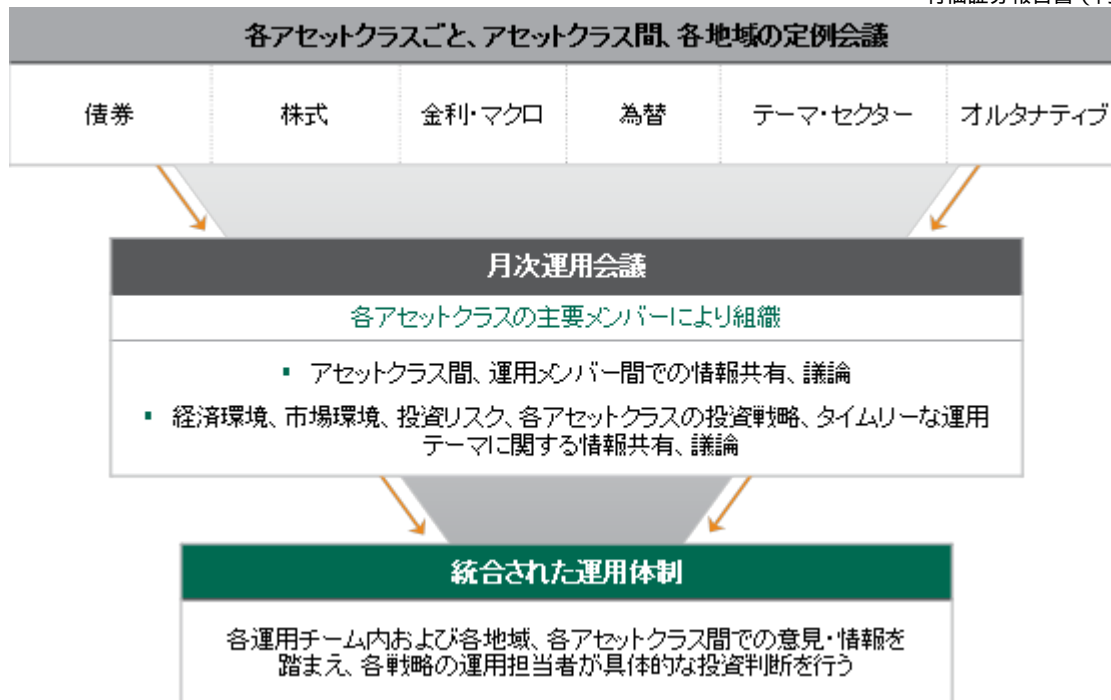 有価証券報告書
各アセットクラスごと、アセットクラス間、各地域の定例会議
債券 株式 金利・マクロ 為替 テーマ・セクター オルタナティブ
月次運用会議
各アセットクラスの主要メンバーにより組織
▪ アセットクラス間、運用メンバー間での情報共有、議論
▪ 経済環境、市場環境、投資リスク、各アセットクラスの投資戦略、タイムリーな運用
テーマに関する情報共有、議論
統合された運用体制
各運用チーム内および各地域、各アセットクラス間での意見・情報を
踏まえ、各戦略の運用担当者が具体的な投資判断を行う